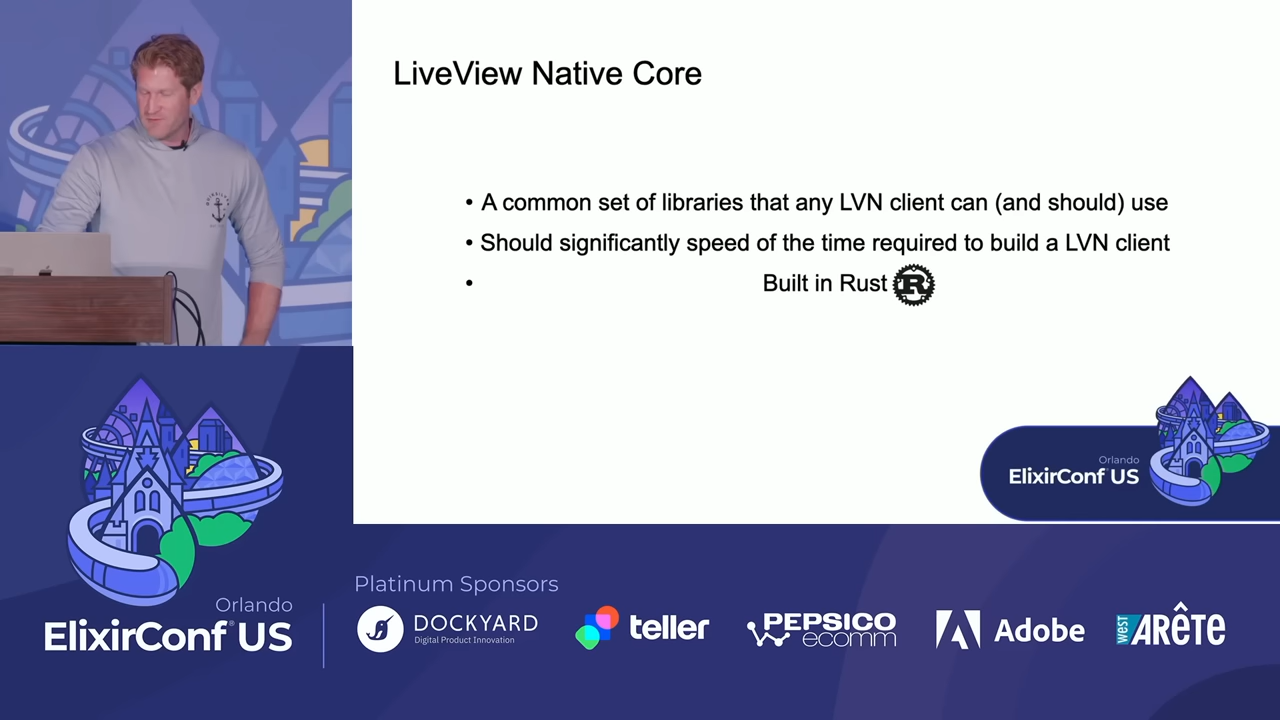 LiveView Native Core
• A common set of libraries that any LVN client can (and should) use
• Should significantly speed of the time required to build a LVN client
• Built in Rust
R
Orlando
ElixirConf US
Orlando
ElixirConf® US
Platinum Sponsors
DOCKYARD
Digital Product Innovation
teller
PEPSICO
ecomm
Adobe
west ARÊTE